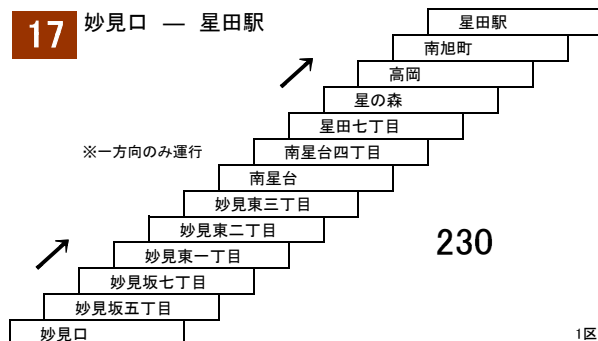 17 妙見口 ― 星田駅
星田駅
南旭町
高岡
星の森
星田七丁目
※一方向のみ運行
南星台四丁目
南星台
妙見東三丁目
妙見東二丁目
230
妙見東一丁目
妙見坂七丁目
妙見坂五丁目
妙見口
1区